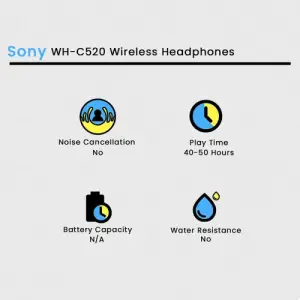 Sony WH-C520 Wireless Headphones
Noise Cancellation
No
Play Time
40-50 Hours
Battery Capacity
N/A
Water Resistance
No